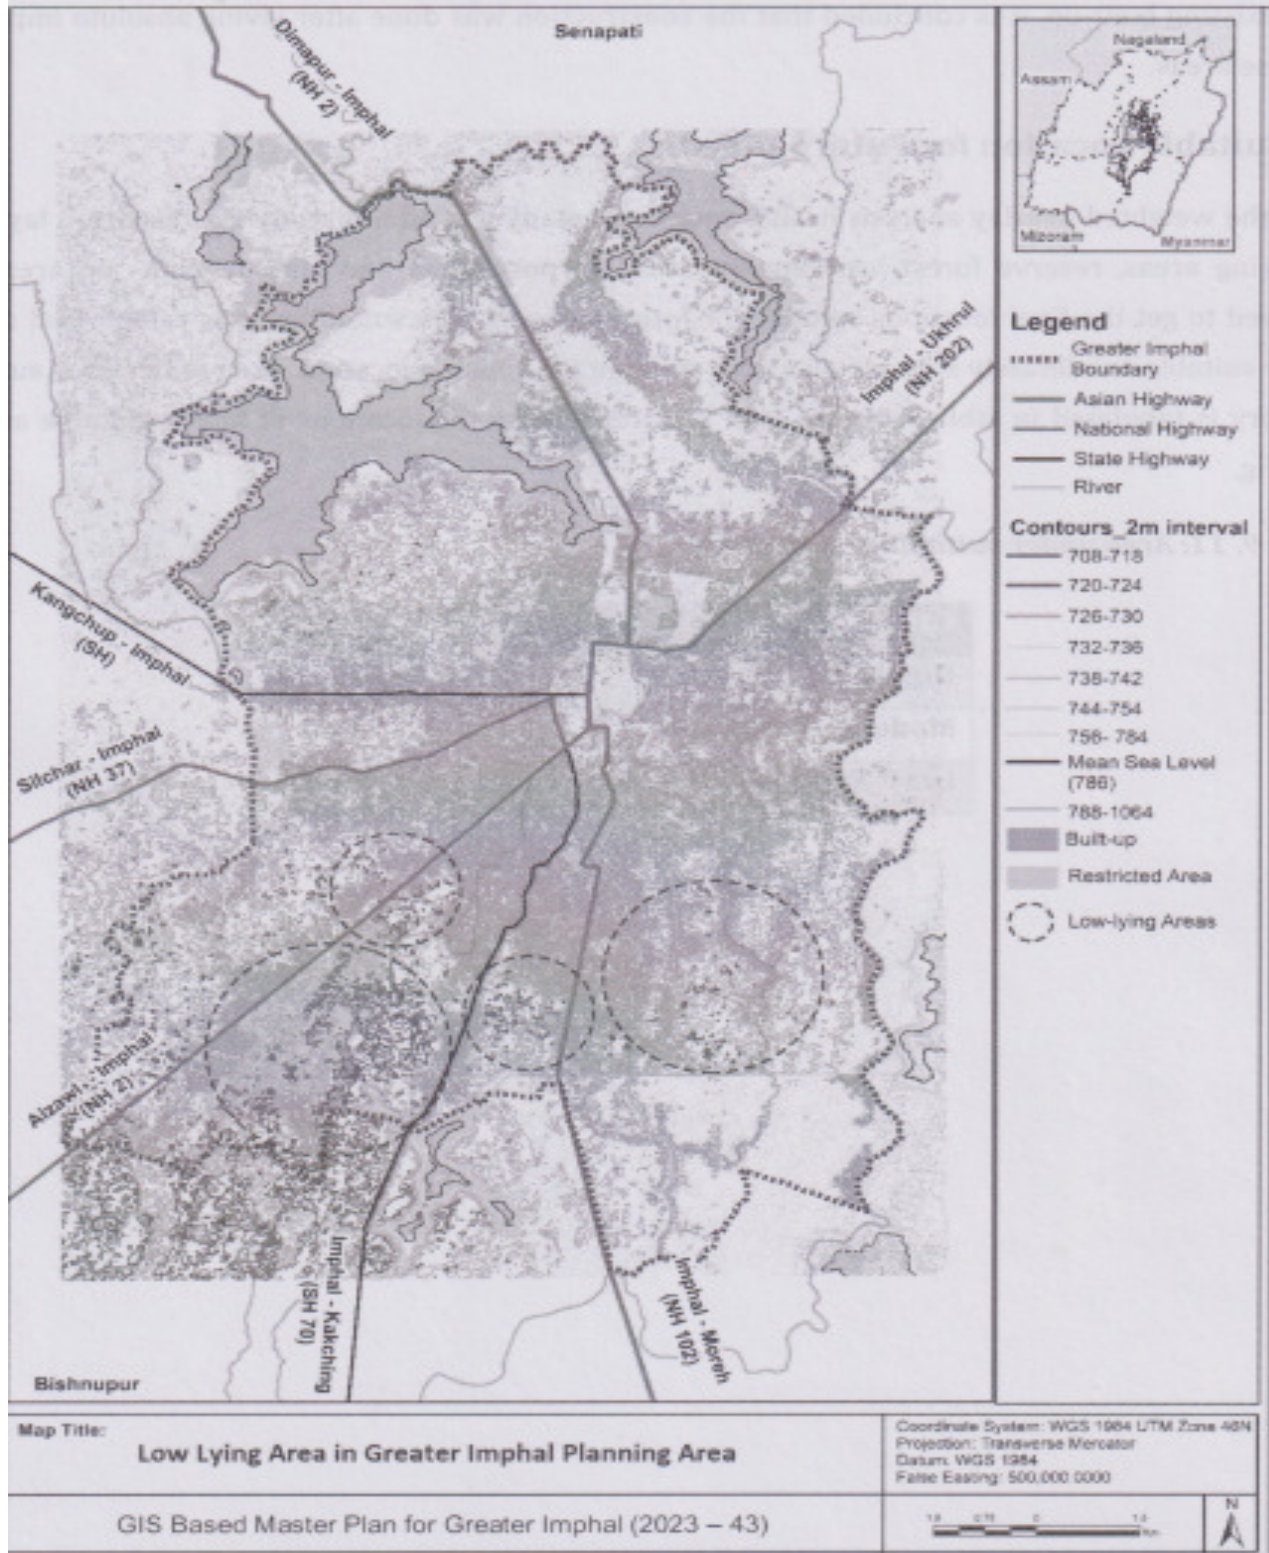 Senapati
Dimapur - Imphal
(NH 2)
Nagaland
Assam
Mizoram
Myanmar
Imphal - Ukhrul
(NH 202)
Kangchup - Imphal
(SH)
Silchar - Imphal
(NH 37)
Aizawl - Imphal
(NH 2)
Imphal - Kakching
(SH 70)
Imphal - Moreh
(NH 102)
Bishnupur
Legend
Greater Imphal
Boundary
Asian Highway
National Highway
State Highway
River
Contours_2m interval
708-718
720-724
726-730
732-736
738-742
744-754
756- 784
Mean Sea Level
(786)
788-1064
Built-up
Restricted Area
Low-lying Areas
Map Title:
Low Lying Area in Greater Imphal Planning Area
GIS Based Master Plan for Greater Imphal (2023 – 43)
Coordinate System: WGS 1984 UTM Zone 46N
Projection: Transverse Mercator
Datum: WGS 1984
False Easting: 500,000.0000
N